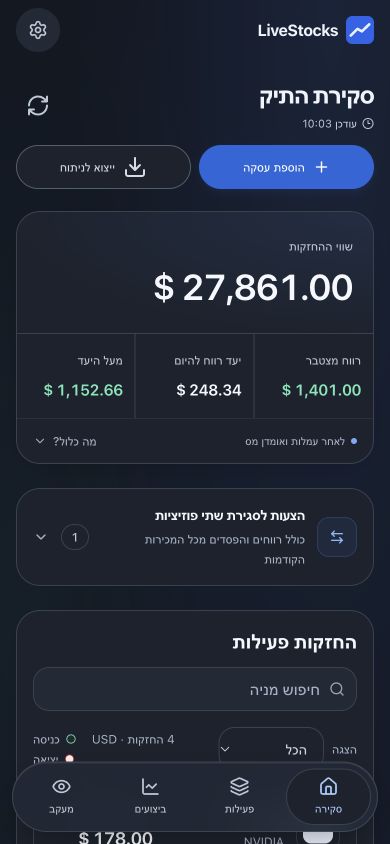 LiveStocks
סקירת התיק
עודכן 10:03
הוספת עסקה
ייצוא לניתוח
שווי ההחזקות
$ 27,861.00
רווח מצטבר
$ 1,401.00
יעד רווח להיום
$ 248.34
מעל היעד
$ 1,152.66
לאחר עמלות ואומדן מס
מה כלול?
הצעות לסגירת שתי פוזיציות
כולל רווחים והפסדים מכל המכירות
הקודמות
1
החזקות פעילות
חיפוש מניה
הצגה
הכל
4 החזקות · USD
כניסה
יציאה
NVIDIA
$ 178.00
סקירה
פעילות
ביצועים
מעקב